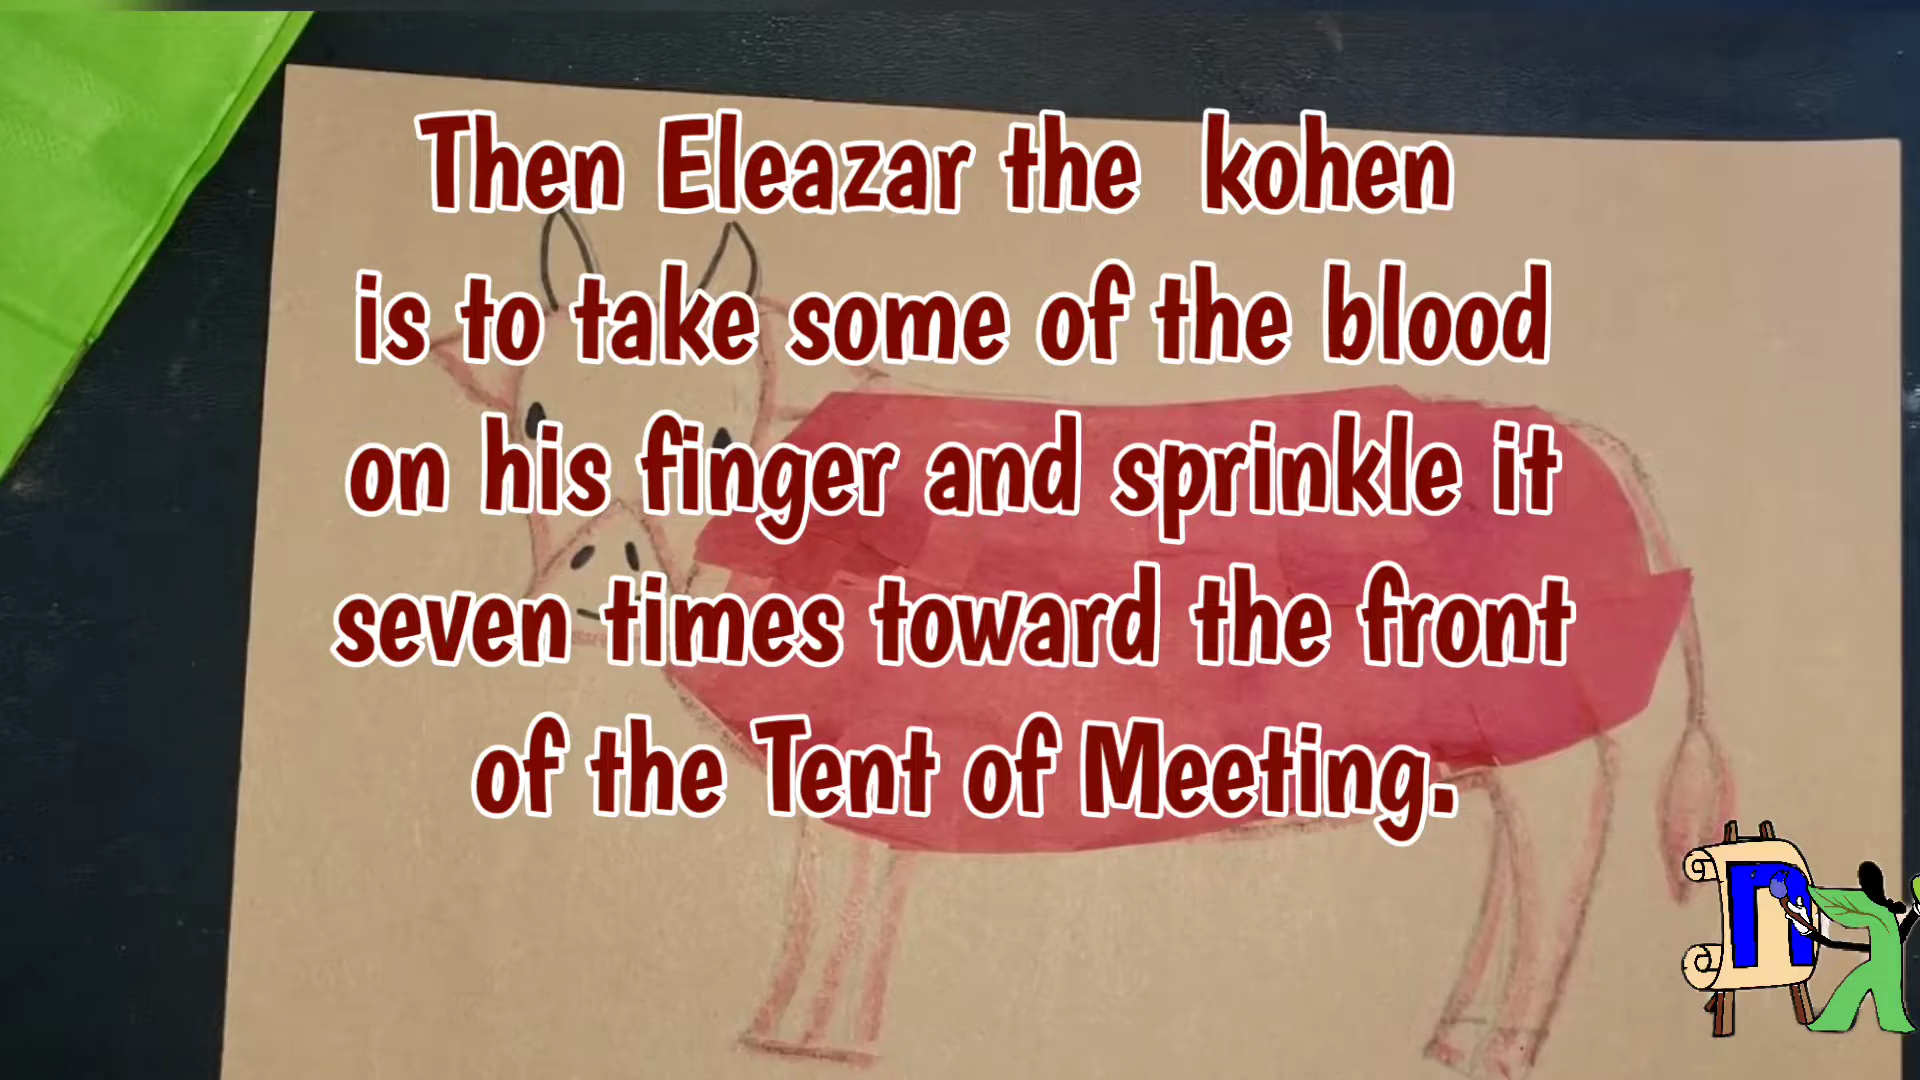 Then Eleazar the kohen
is to take some of the blood
on his finger and sprinkle it
seven times toward the front
of the Tent of Meeting.